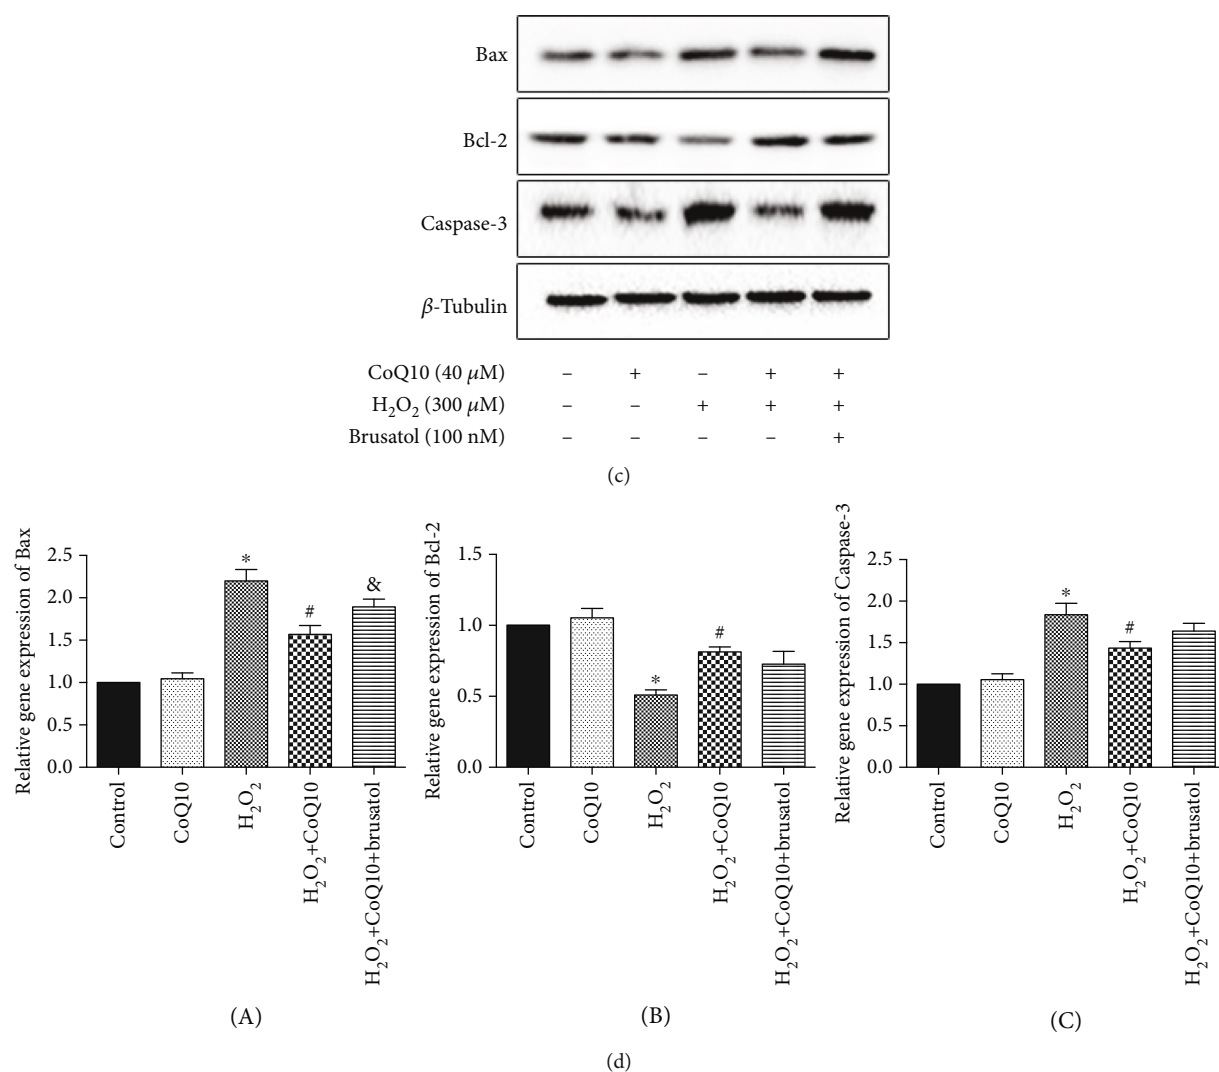 Bax
Bcl-2
Caspase-3
β-Tubulin
CoQ10 (40 μM) – + – + +
H₂O₂ (300 μM) – – + + +
Brusatol (100 nM) – – – – +
(c)
Relative gene expression of Bax
2.5
2.0
1.5
1.0
0.5
0.0
*
#
&
Control
CoQ10
H₂O₂
H₂O₂+CoQ10
H₂O₂+CoQ10+brusatol
(A)
Relative gene expression of Bcl-2
1.5
1.0
0.5
0.0
*
#
Control
CoQ10
H₂O₂
H₂O₂+CoQ10
H₂O₂+CoQ10+brusatol
(B)
Relative gene expression of Caspase-3
2.5
2.0
1.5
1.0
0.5
0.0
*
#
Control
CoQ10
H₂O₂
H₂O₂+CoQ10
H₂O₂+CoQ10+brusatol
(C)
(d)